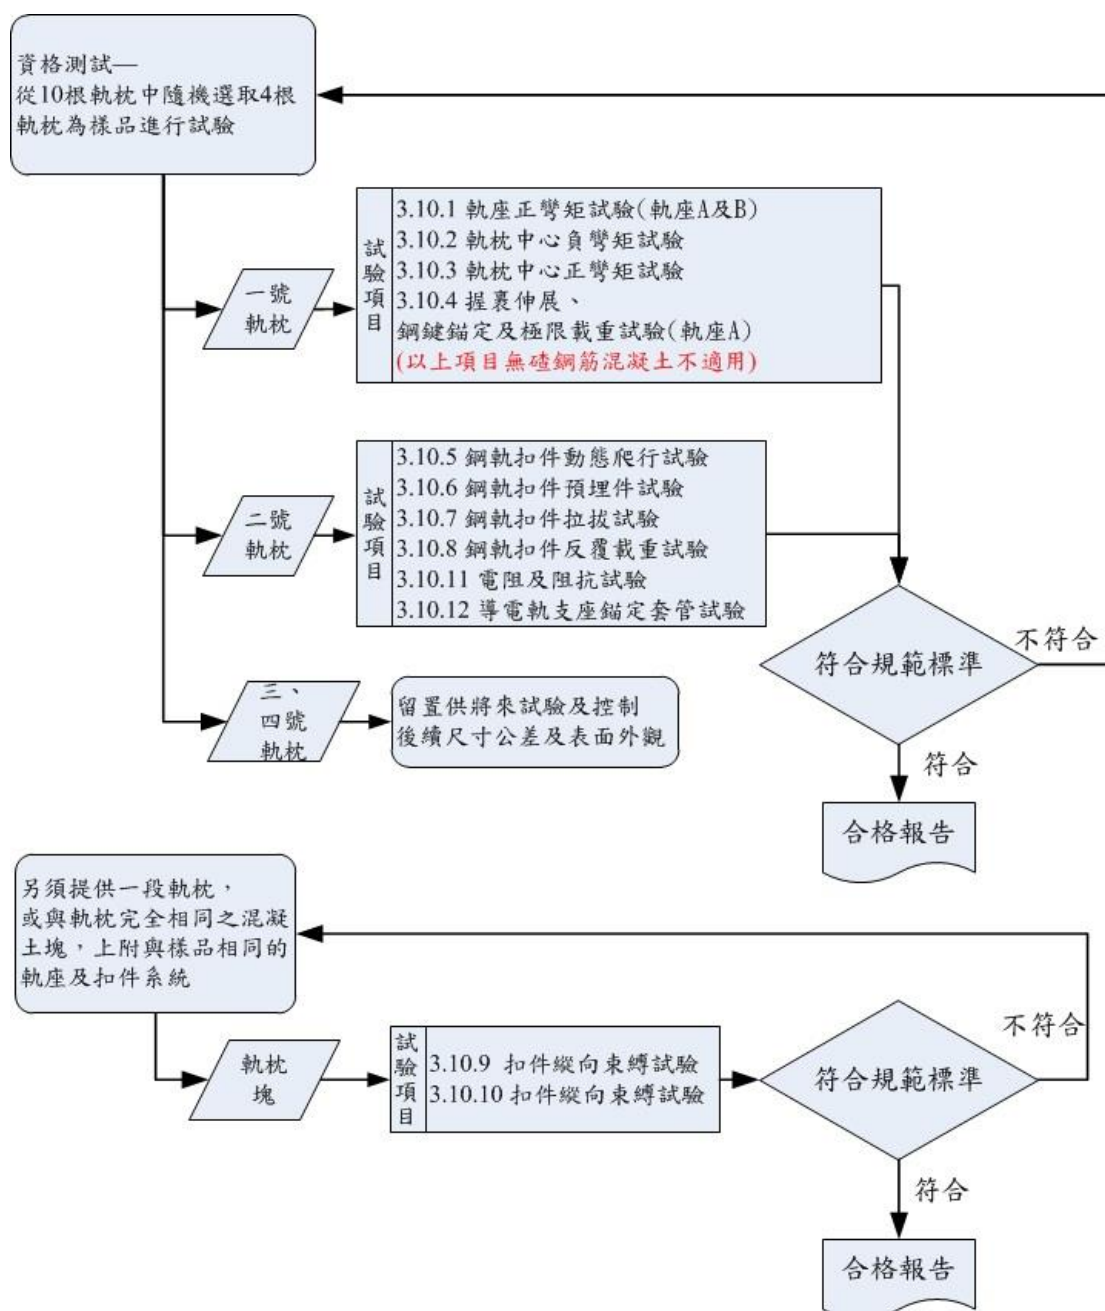 資格測試—
從10根軌枕中隨機選取4根
軌枕為樣品進行試驗
一號
軌枕
試驗項目
3.10.1 軌座正彎矩試驗(軌座A及B)
3.10.2 軌枕中心負彎矩試驗
3.10.3 軌枕中心正彎矩試驗
3.10.4 握裹伸展、
鋼鍵錨定及極限載重試驗(軌座A)
(以上項目無碴鋼筋混凝土不適用)
二號
軌枕
試驗項目
3.10.5 鋼軌扣件動態爬行試驗
3.10.6 鋼軌扣件預埋件試驗
3.10.7 鋼軌扣件拉拔試驗
3.10.8 鋼軌扣件反覆載重試驗
3.10.11 電阻及阻抗試驗
3.10.12 導電軌支座錨定套管試驗
三、
四號
軌枕
留置供將來試驗及控制
後續尺寸公差及表面外觀
符合規範標準
不符合
符合
合格報告
另須提供一段軌枕，
或與軌枕完全相同之混凝
土塊，上附與樣品相同的
軌座及扣件系統
軌枕
塊
試驗項目
3.10.9 扣件縱向束縛試驗
3.10.10 扣件縱向束縛試驗
符合規範標準
不符合
符合
合格報告